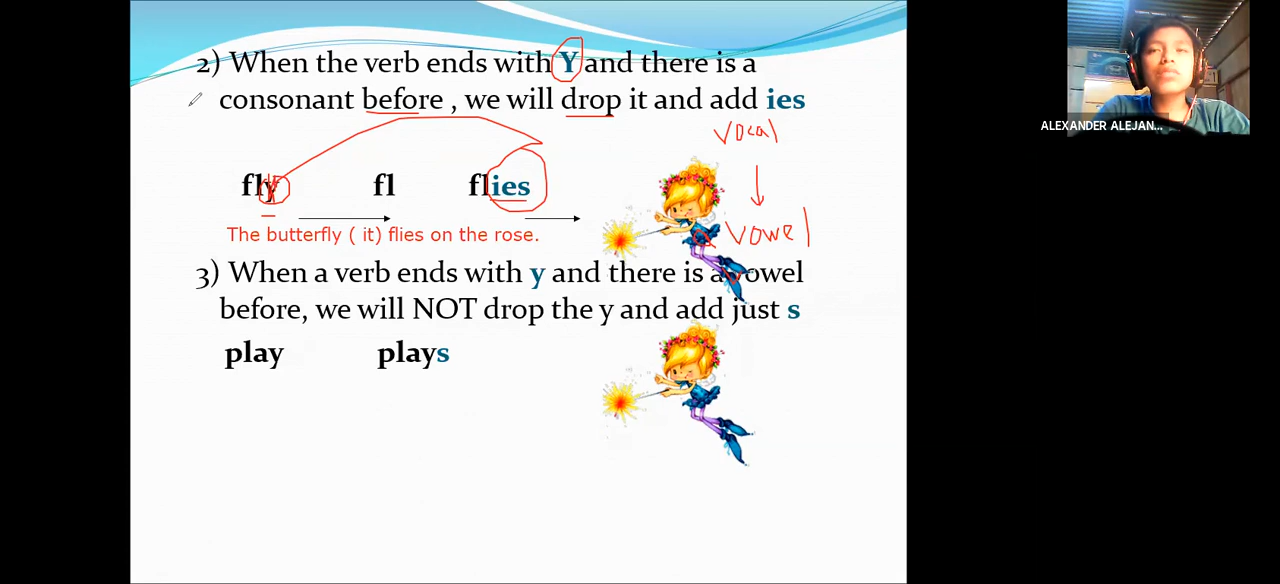 2) When the verb ends with Y and there is a
consonant before , we will drop it and add ies
vocal
fly fl flies
The butterfly ( it) flies on the rose.
vowel
3) When a verb ends with y and there is a vowel
before, we will NOT drop the y and add just s
play plays
ALEXANDER ALEJAN...